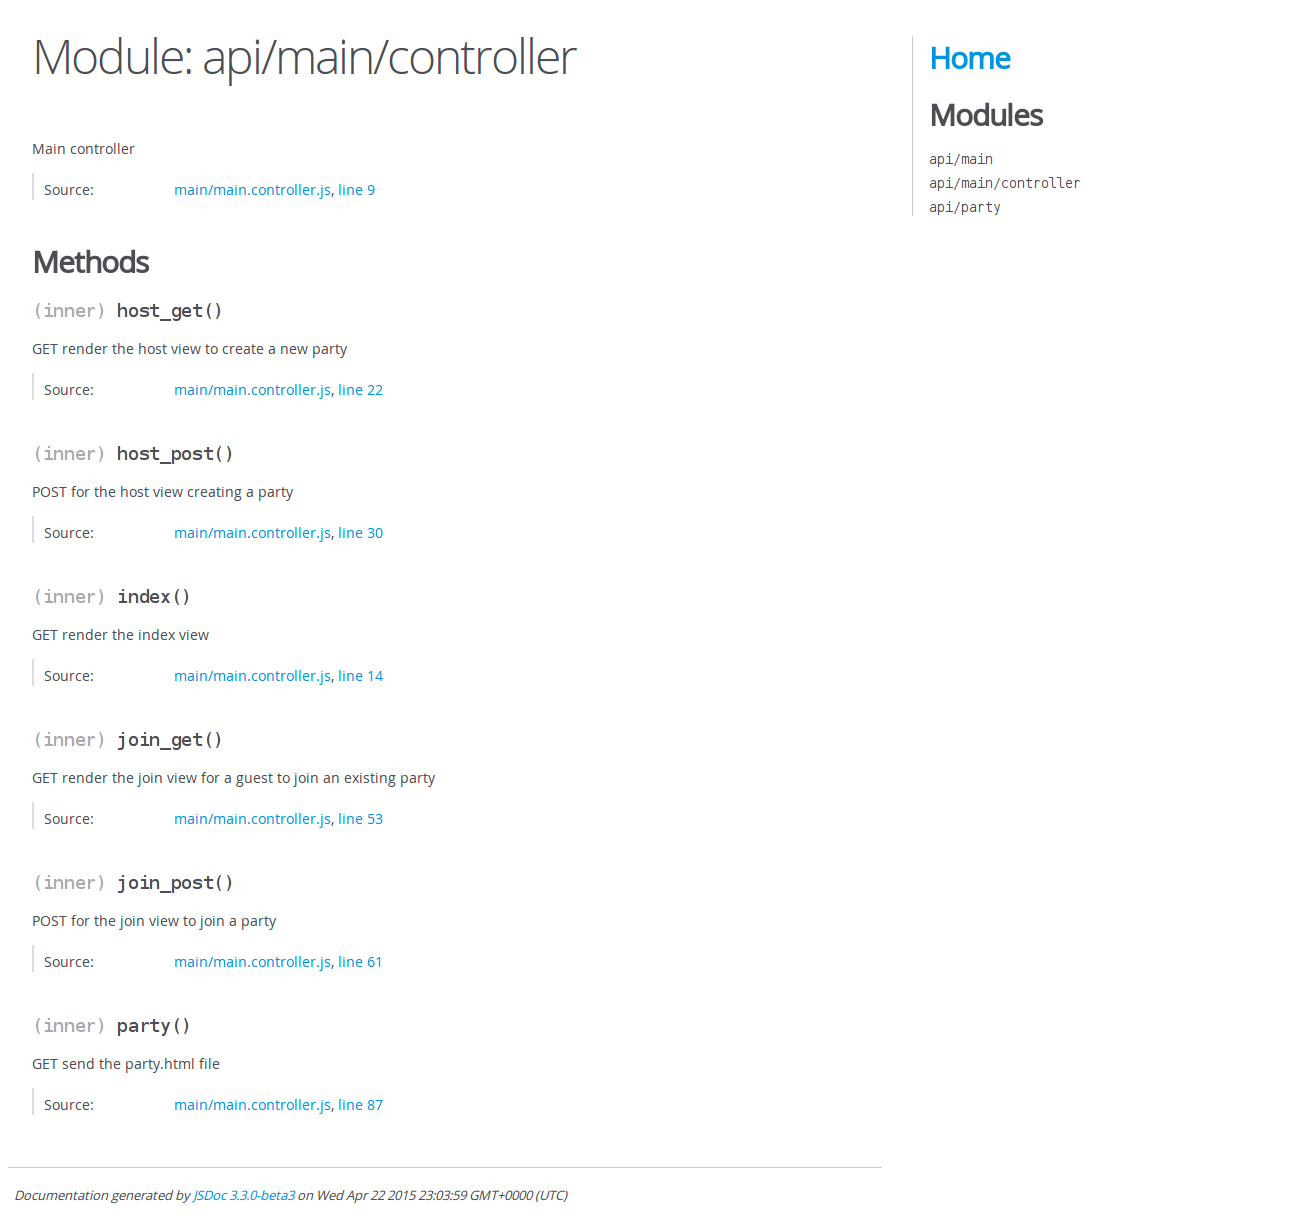 Module: api/main/controller
Main controller
Source: main/main.controller.js, line 9
Methods
(inner) host_get()
GET render the host view to create a new party
Source: main/main.controller.js, line 22
(inner) host_post()
POST for the host view creating a party
Source: main/main.controller.js, line 30
(inner) index()
GET render the index view
Source: main/main.controller.js, line 14
(inner) join_get()
GET render the join view for a guest to join an existing party
Source: main/main.controller.js, line 53
(inner) join_post()
POST for the join view to join a party
Source: main/main.controller.js, line 61
(inner) party()
GET send the party.html file
Source: main/main.controller.js, line 87
Home
Modules
api/main
api/main/controller
api/party
Documentation generated by JSDoc 3.3.0-beta3 on Wed Apr 22 2015 23:03:59 GMT+0000 (UTC)